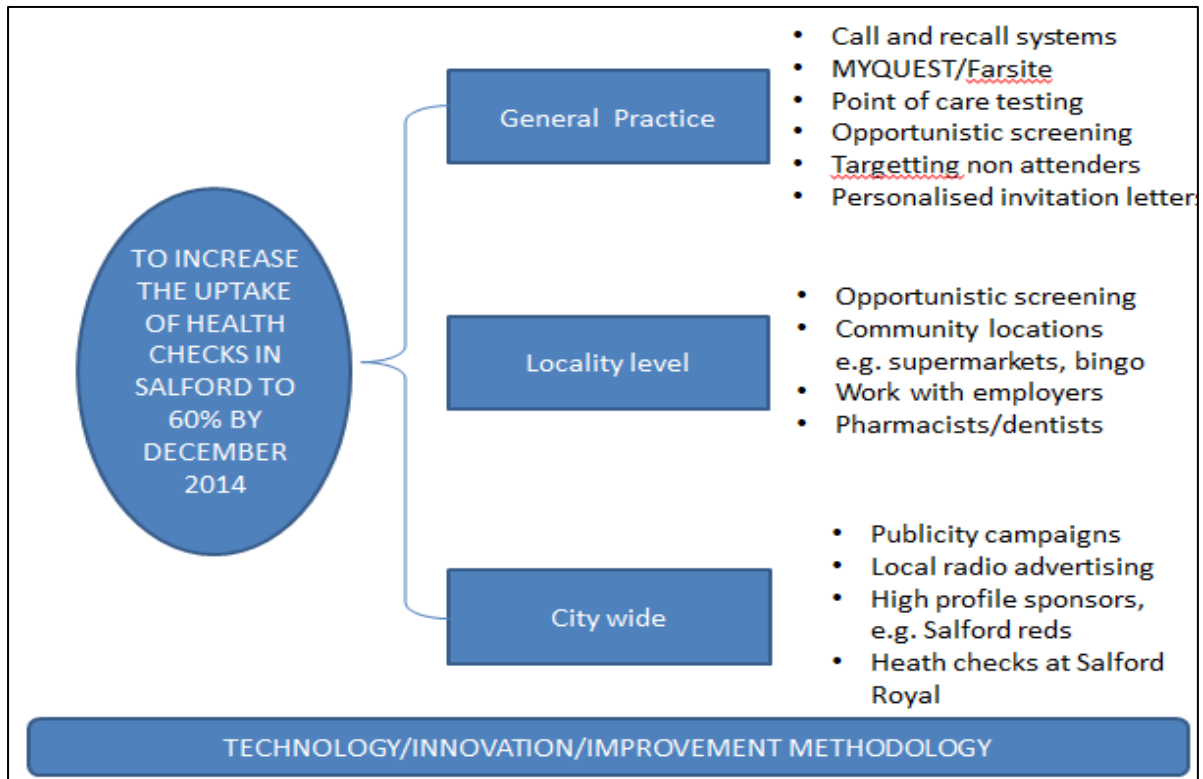 TO INCREASE
THE UPTAKE
OF HEALTH
CHECKS IN
SALFORD TO
60% BY
DECEMBER
2014
General Practice
• Call and recall systems
• MYQUEST/Farsite
• Point of care testing
• Opportunistic screening
• Targetting non attenders
• Personalised invitation letters
Locality level
• Opportunistic screening
• Community locations
e.g. supermarkets, bingo
• Work with employers
• Pharmacists/dentists
City wide
• Publicity campaigns
• Local radio advertising
• High profile sponsors,
e.g. Salford reds
• Heath checks at Salford
Royal
TECHNOLOGY/INNOVATION/IMPROVEMENT METHODOLOGY